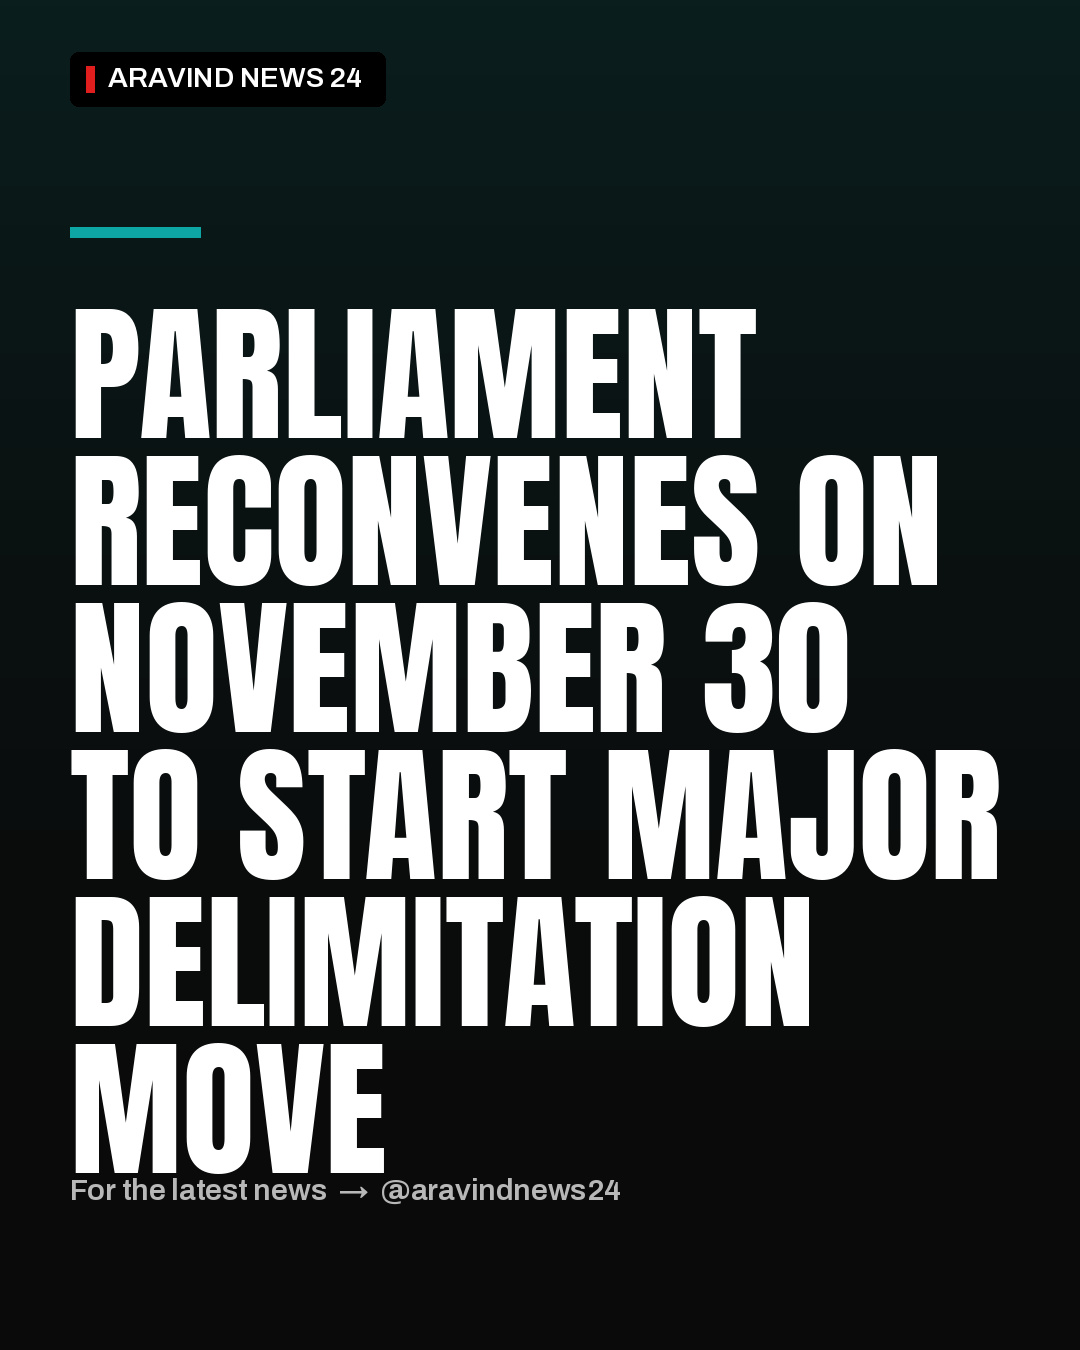 ARAVIND NEWS 24
PARLIAMENT
RECONVENES ON
NOVEMBER 30
TO START MAJOR
DELIMITATION
MOVE
For the latest news → @aravindnews24